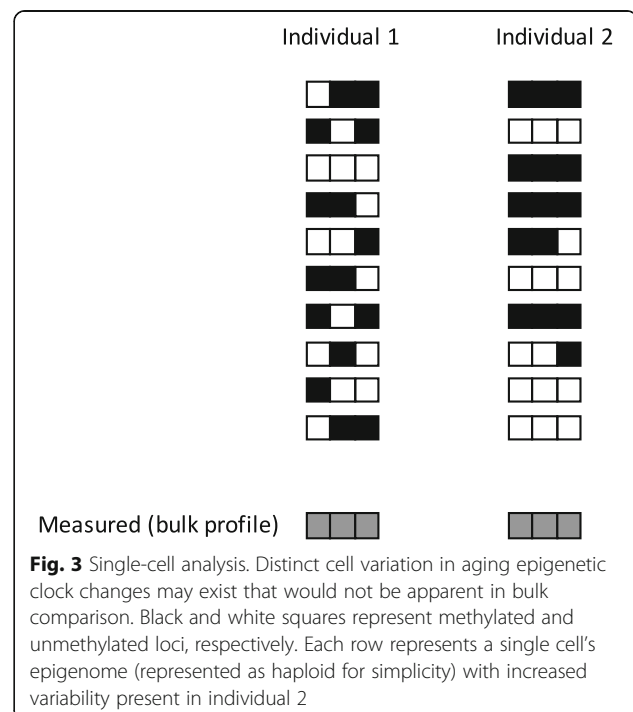 Individual 1 Individual 2
Measured (bulk profile)
Fig. 3 Single-cell analysis. Distinct cell variation in aging epigenetic
clock changes may exist that would not be apparent in bulk
comparison. Black and white squares represent methylated and
unmethylated loci, respectively. Each row represents a single cell's
epigenome (represented as haploid for simplicity) with increased
variability present in individual 2